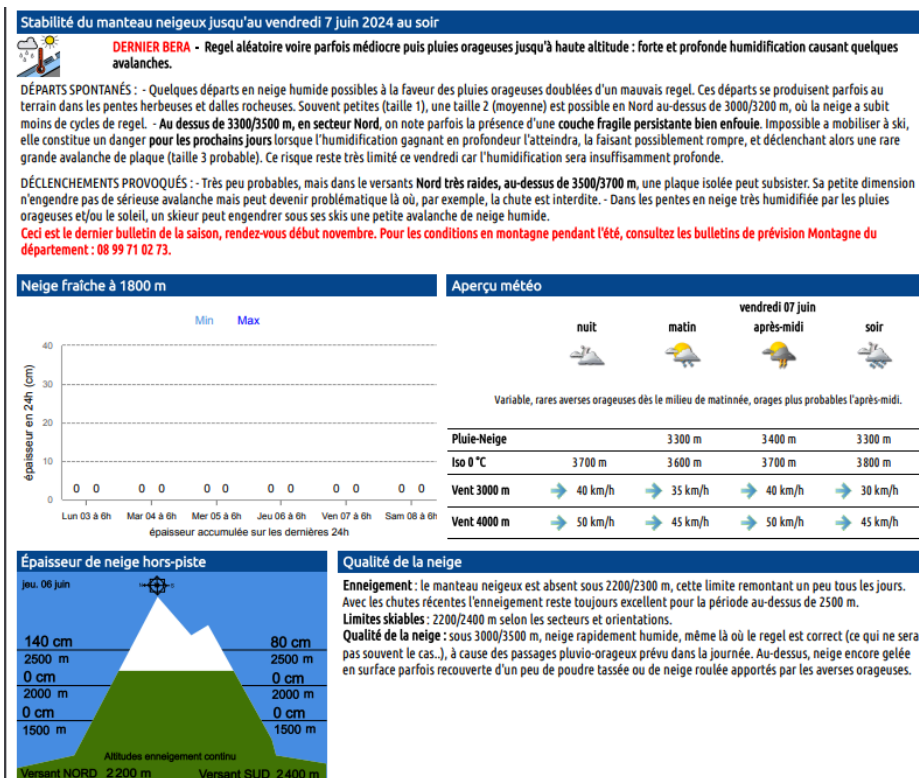 Stabilité du manteau neigeux jusqu'au vendredi 7 juin 2024 au soir
DERNIER BERA - Regel aléatoire voire parfois médiocre puis pluies orageuses jusqu'à haute altitude : forte et profonde humidification causant quelques
avalanches.
DÉPARTS SPONTANÉS : - Quelques départs en neige humide possibles à la faveur des pluies orageuses doublées d'un mauvais regel. Ces départs se produisent parfois au
terrain dans les pentes herbeuses et dalles rocheuses. Souvent petites (taille 1), une taille 2 (moyenne) est possible en Nord au-dessus de 3000/3200 m, où la neige a subit
moins de cycles de regel. - Au dessus de 3300/3500 m, en secteur Nord, on note parfois la présence d'une couche fragile persistante bien enfouie. Impossible a mobiliser à ski,
elle constitue un danger pour les prochains jours lorsque l'humidification gagnant en profondeur l'atteindra, la faisant possiblement rompre, et déclenchant alors une rare
grande avalanche de plaque (taille 3 probable). Ce risque reste très limité ce vendredi car l'humidification sera insuffisamment profonde.
DÉCLENCHEMENTS PROVOQUÉS : - Très peu probables, mais dans le versants Nord très raides, au-dessus de 3500/3700 m, une plaque isolée peut subsister. Sa petite dimension
n'engendre pas de sérieuse avalanche mais peut devenir problématique là où, par exemple, la chute est interdite. - Dans les pentes en neige très humidifiée par les pluies
orageuses et/ou le soleil, un skieur peut engendrer sous ses skis une petite avalanche de neige humide.
Ceci est le dernier bulletin de la saison, rendez-vous début novembre. Pour les conditions en montagne pendant l'été, consultez les bulletins de prévision Montagne du
département : 08 99 71 02 73.
Neige fraîche à 1800 m
Min Max
épaisseur en 24h (cm)
40
30
20
10
0
0 0 0 0 0 0 0 0 0 0 0 0
Lun 03 à 6h Mar 04 à 6h Mer 05 à 6h Jeu 06 à 6h Ven 07 à 6h Sam 08 à 6h
épaisseur accumulée sur les dernières 24h
Aperçu météo
vendredi 07 juin
nuit matin après-midi soir
Variable, rares averses orageuses dès le milieu de matinnée, orages plus probables l'après-midi.
Pluie-Neige 3300 m 3400 m 3300 m
Iso 0 °C 3700 m 3600 m 3700 m 3800 m
Vent 3000 m 40 km/h 35 km/h 40 km/h 30 km/h
Vent 4000 m 50 km/h 45 km/h 50 km/h 45 km/h
Épaisseur de neige hors-piste
jeu. 06 juin
140 cm 80 cm
2500 m 2500 m
0 cm 0 cm
2000 m 2000 m
0 cm 0 cm
1500 m 1500 m
Altitudes enneigement continu
Versant NORD 2200 m Versant SUD 2400 m
Qualité de la neige
Enneigement : le manteau neigeux est absent sous 2200/2300 m, cette limite remontant un peu tous les jours.
Avec les chutes récentes l'enneigement reste toujours excellent pour la période au-dessus de 2500 m.
Limites skiables : 2200/2400 m selon les secteurs et orientations.
Qualité de la neige : sous 3000/3500 m, neige rapidement humide, même là où le regel est correct (ce qui ne sera
pas souvent le cas..), à cause des passages pluvio-orageux prévu dans la journée. Au-dessus, neige encore gelée
en surface parfois recouverte d'un peu de poudre tassée ou de neige roulée apportés par les averses orageuses.